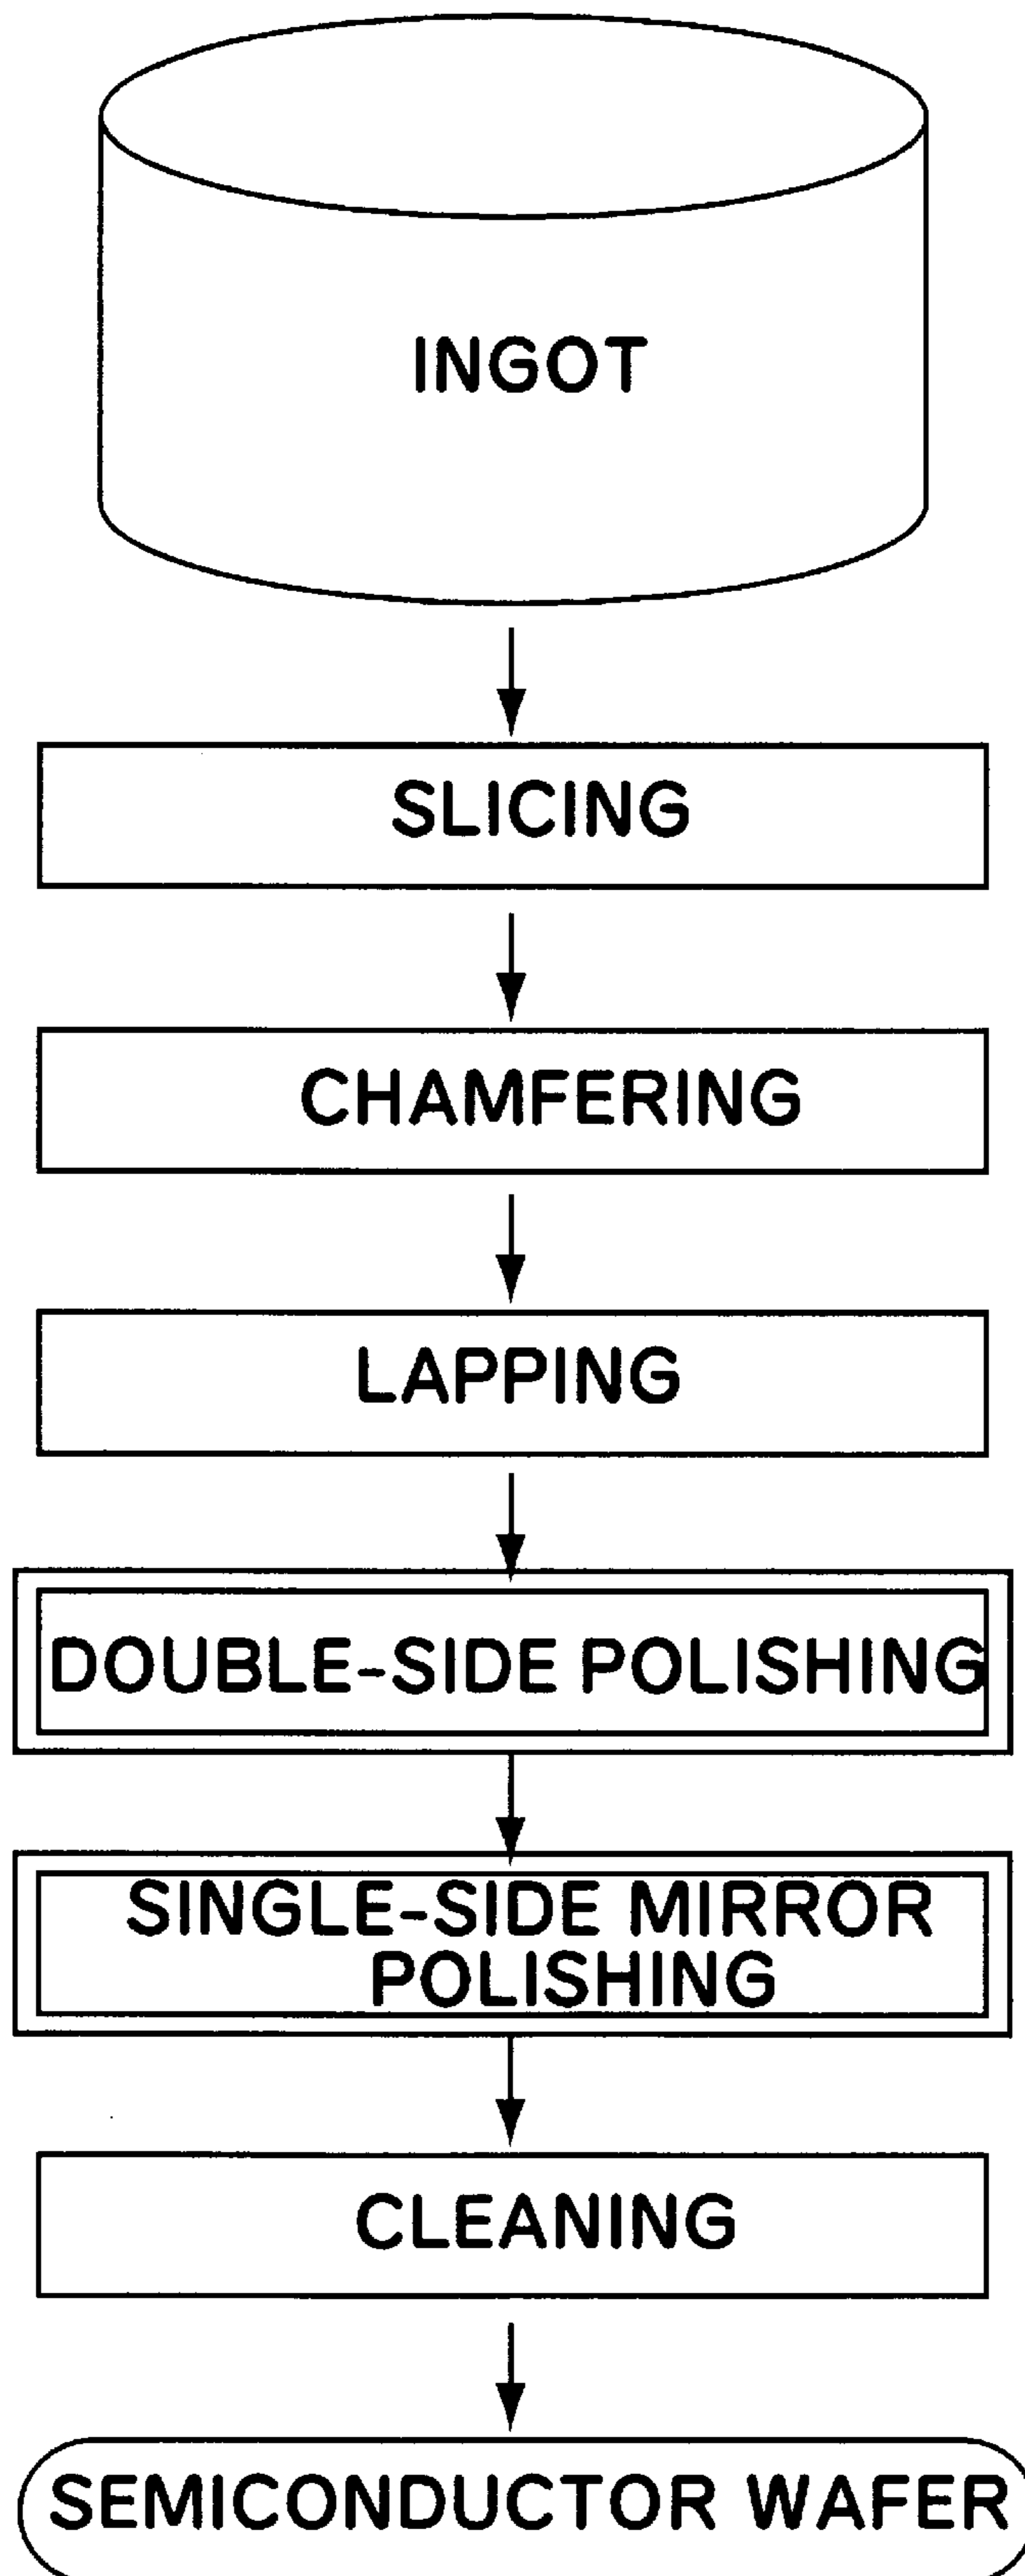 INGOT
SLICING
CHAMFERING
LAPPING
DOUBLE-SIDE POLISHING
SINGLE-SIDE MIRROR
POLISHING
CLEANING
SEMICONDUCTOR WAFER